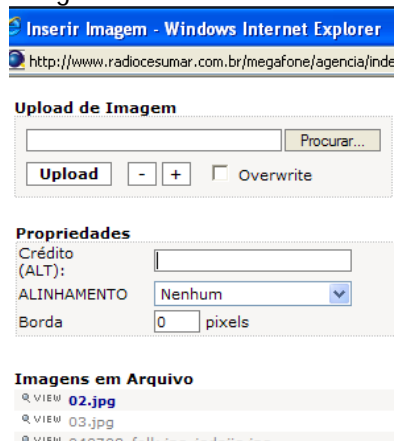 Inserir Imagem - Windows Internet Explorer
http://www.radiocesumar.com.br/megafone/agencia/inde
Upload de Imagem
Procurar...
Upload - + Overwrite
Propriedades
Crédito
(ALT):
ALINHAMENTO Nenhum
Borda 0 pixels
Imagens em Arquivo
VIEW 02.jpg
VIEW 03.jpg
VIEW